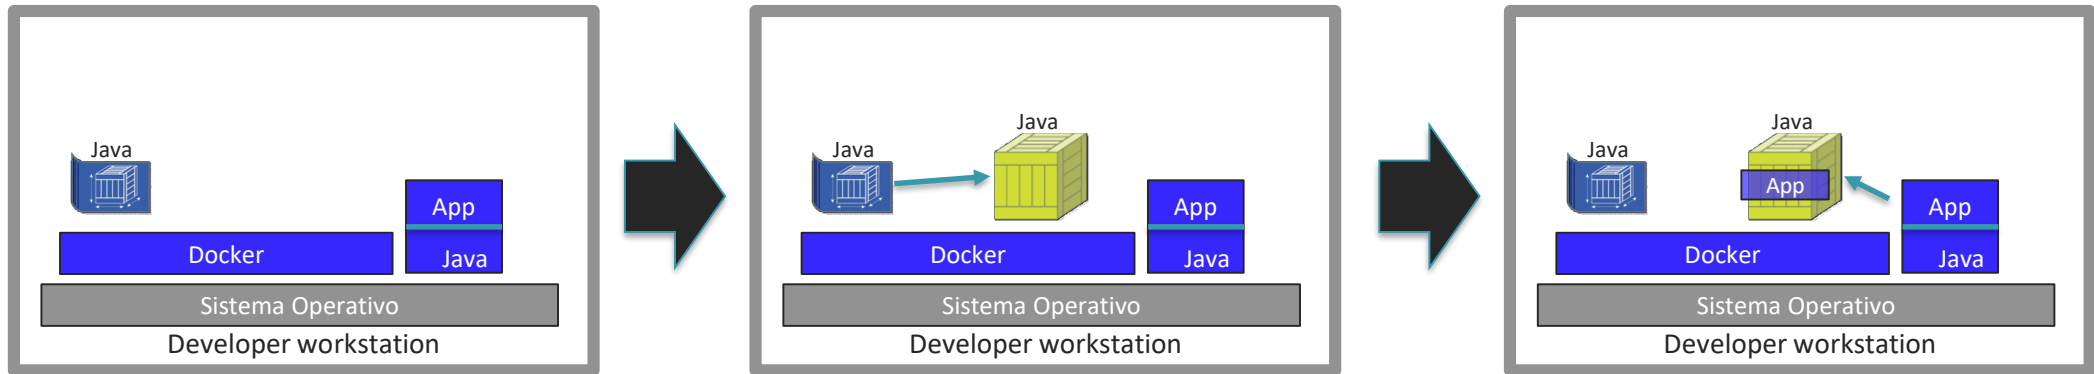 Java
App
Docker
Java
Sistema Operativo
Developer workstation
Java
Java
App
Docker
Java
Sistema Operativo
Developer workstation
Java
Java
App
App
Docker
Java
Sistema Operativo
Developer workstation